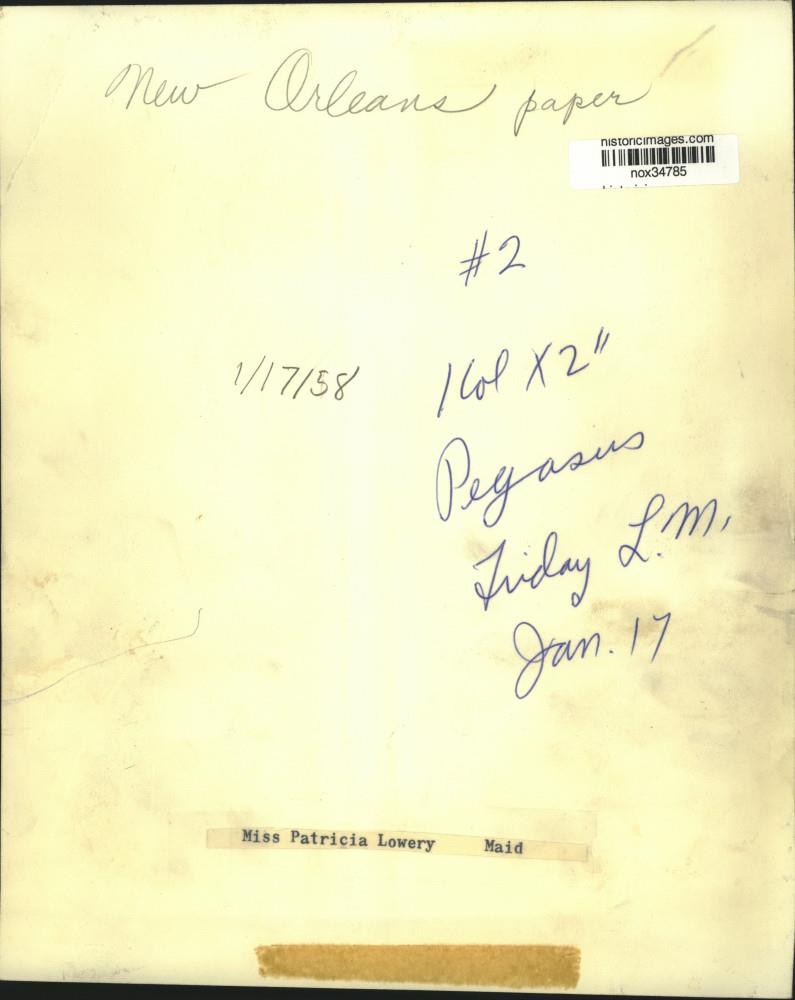 New Orleans paper
historicimages.com
nox34785
#2
1/17/58
1 Col X 2"
Pegasus
Friday L.M.
Jan. 17
Miss Patricia Lowery Maid